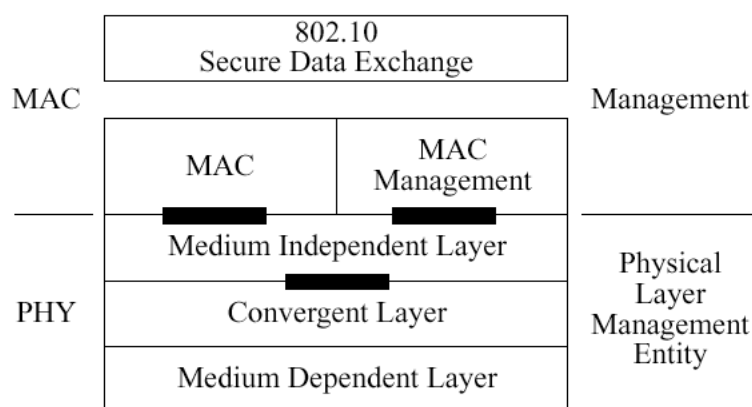 802.10
Secure Data Exchange
MAC
Management
MAC
MAC
Management
Medium Independent Layer
Physical
Layer
Management
Entity
PHY
Convergent Layer
Medium Dependent Layer